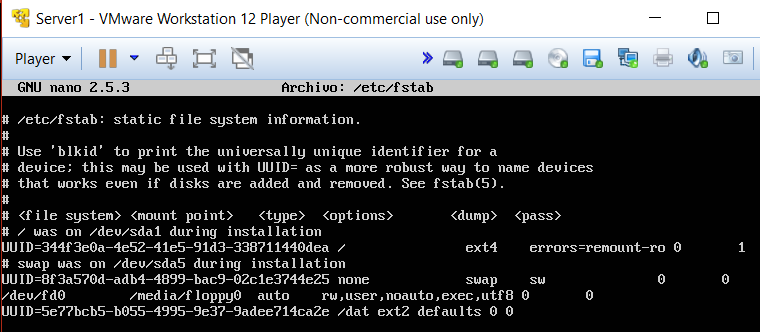 Server1 - VMware Workstation 12 Player (Non-commercial use only)
Player
GNU nano 2.5.3 Archivo: /etc/fstab
# /etc/fstab: static file system information.
#
# Use 'blkid' to print the universally unique identifier for a
# device; this may be used with UUID= as a more robust way to name devices
# that works even if disks are added and removed. See fstab(5).
#
# <file system> <mount point> <type> <options> <dump> <pass>
# / was on /dev/sda1 during installation
UUID=344f3e0a-4e52-41e5-91d3-338711440dea / ext4 errors=remount-ro 0 1
# swap was on /dev/sda5 during installation
UUID=8f3a570d-adb4-4899-bac9-02c1e3744e25 none swap sw 0 0
/dev/fd0 /media/floppy0 auto rw,user,noauto,exec,utf8 0 0
UUID=5e77bcb5-b055-4995-9e37-9adee714ca2e /dat ext2 defaults 0 0